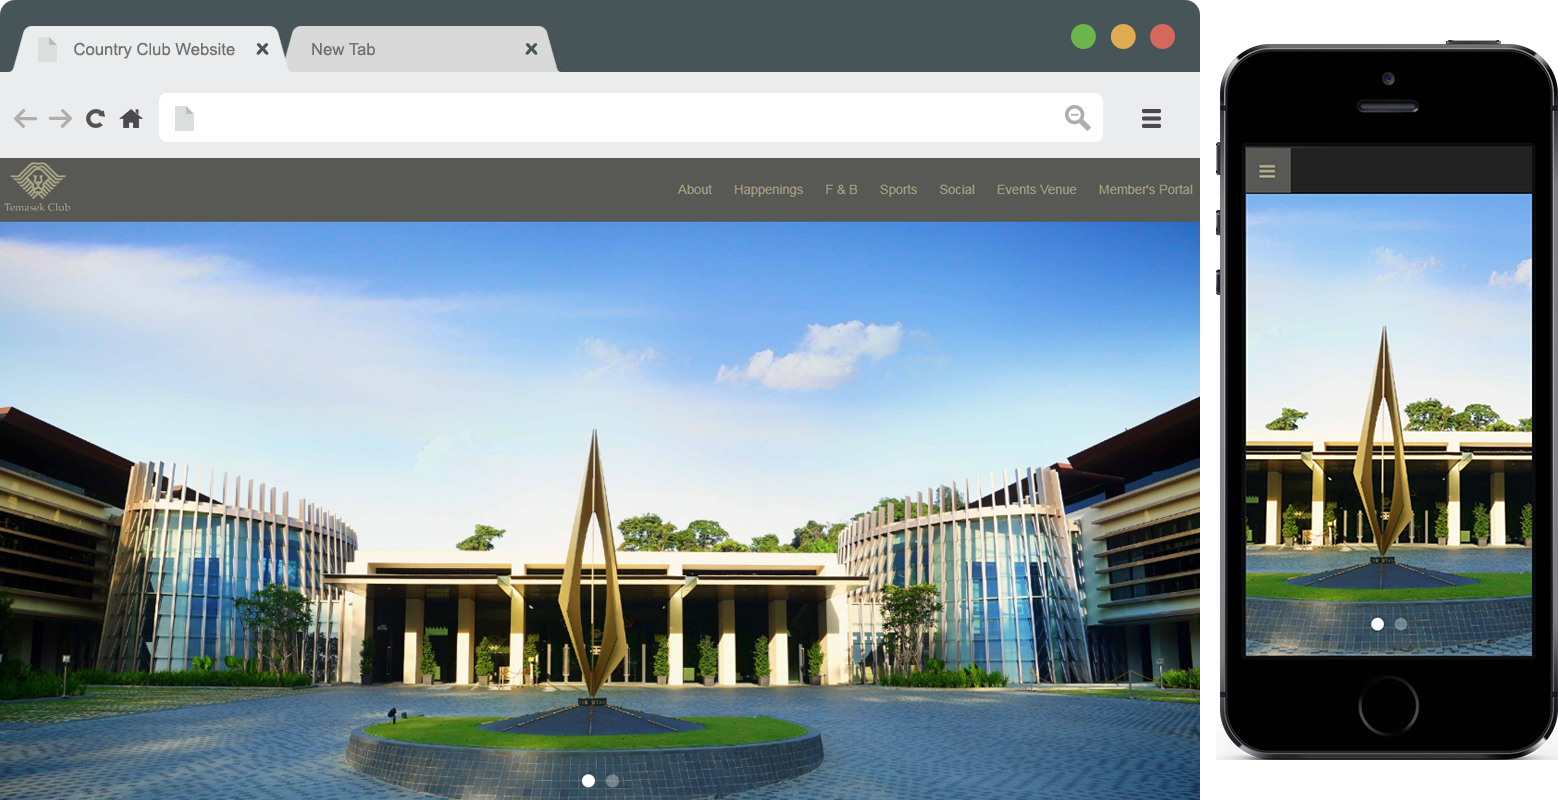 Country Club Website
New Tab
Temasek Club
About
Happenings
F & B
Sports
Social
Events Venue
Member's Portal